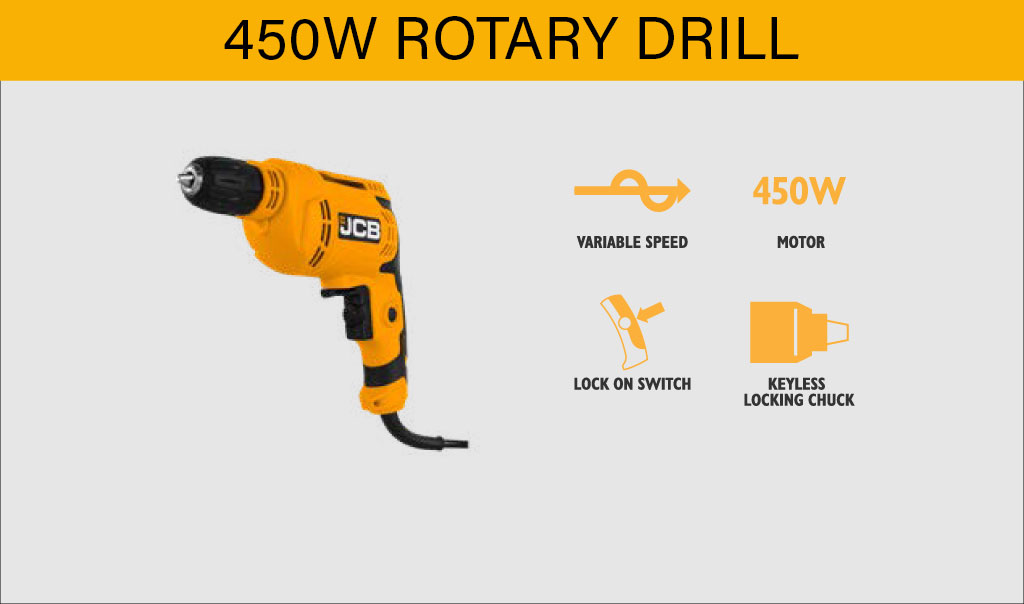 450W ROTARY DRILL
JCB
VARIABLE SPEED
450W
MOTOR
LOCK ON SWITCH
KEYLESS
LOCKING CHUCK